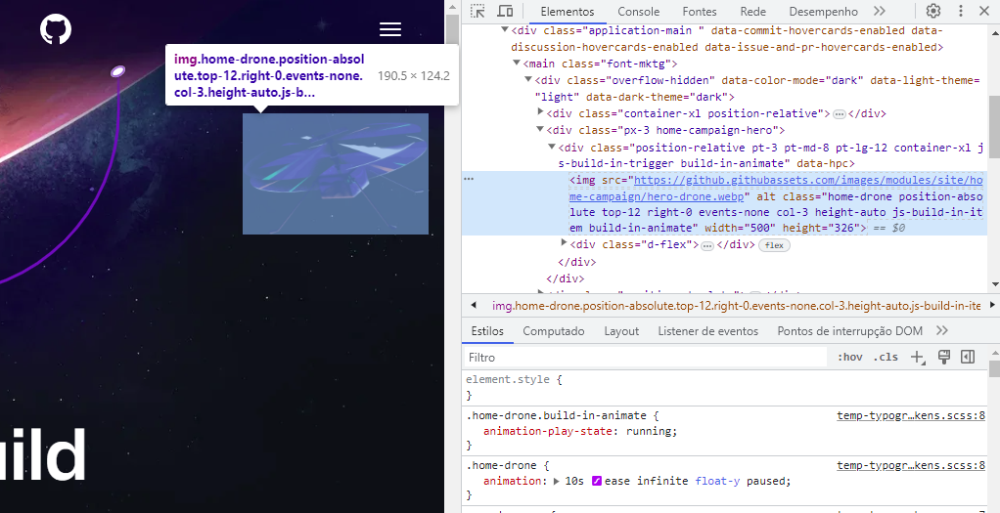 img.home-drone.position-absol
ute.top-12.right-0.events-none.
col-3.height-auto.js-b…
190.5 × 124.2
uild
Elementos Console Fontes Rede Desempenho
<div class="application-main " data-commit-hovercards-enabled data-
discussion-hovercards-enabled data-issue-and-pr-hovercards-enabled>
<main class="font-mktg">
<div class="overflow-hidden" data-color-mode="dark" data-light-theme=
"light" data-dark-theme="dark">
<div class="container-xl position-relative"> … </div>
<div class="px-3 home-campaign-hero">
<div class="position-relative pt-3 pt-md-8 pt-lg-12 container-xl j
s-build-in-trigger build-in-animate" data-hpc>
<img src="https://github.githubassets.com/images/modules/site/ho
me-campaign/hero-drone.webp" alt class="home-drone position-abso
lute top-12 right-0 events-none col-3 height-auto js-build-in-it
em build-in-animate" width="500" height="326"> == $0
<div class="d-flex"> … </div> flex
</div>
</div>
img.home-drone.position-absolute.top-12.right-0.events-none.col-3.height-auto.js-build-in-ite
Estilos Computado Layout Listener de eventos Pontos de interrupção DOM
Filtro :hov .cls
element.style {
}
.home-drone.build-in-animate { temp-typogr…kens.scss:8
animation-play-state: running;
}
.home-drone { temp-typogr…kens.scss:8
animation: 10s ease infinite float-y paused;
}